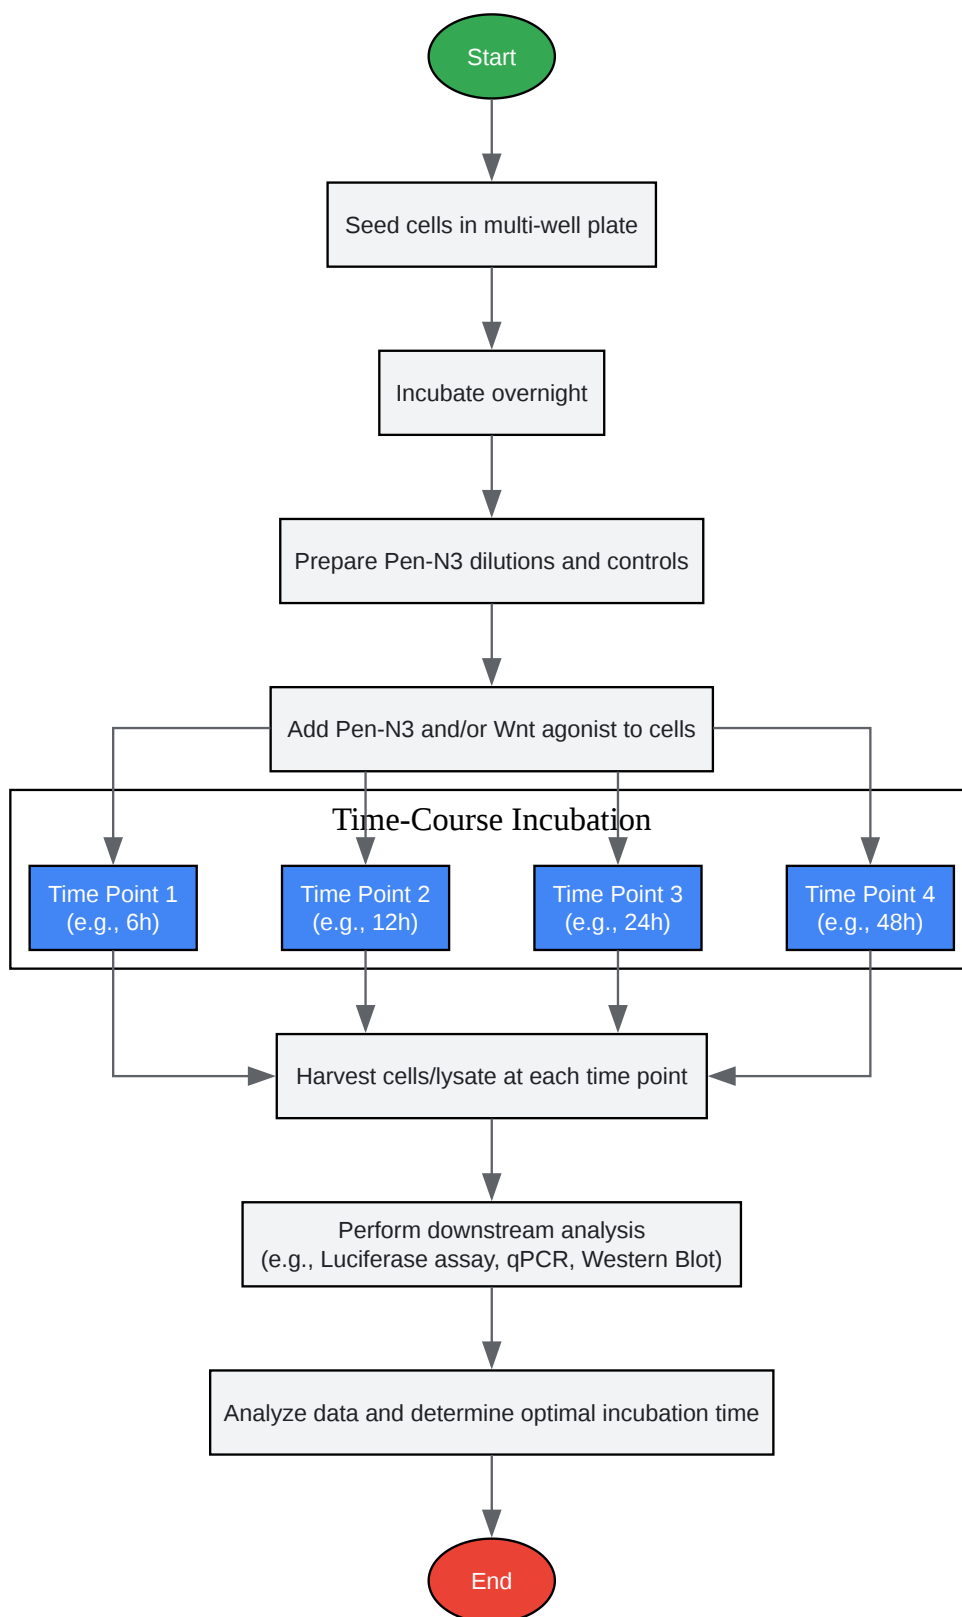 Start
Seed cells in multi-well plate
Incubate overnight
Prepare Pen-N3 dilutions and controls
Add Pen-N3 and/or Wnt agonist to cells
Time-Course Incubation
Time Point 1
(e.g., 6h)
Time Point 2
(e.g., 12h)
Time Point 3
(e.g., 24h)
Time Point 4
(e.g., 48h)
Harvest cells/lysate at each time point
Perform downstream analysis
(e.g., Luciferase assay, qPCR, Western Blot)
Analyze data and determine optimal incubation time
End